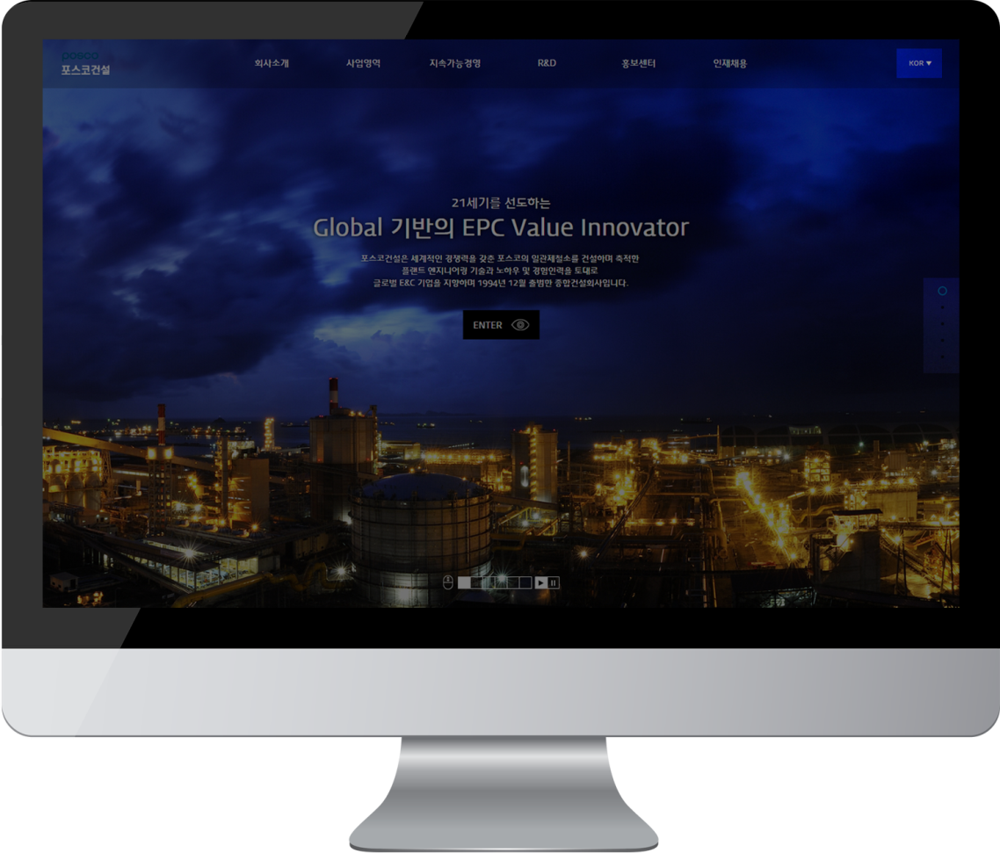 posco
포스코건설
회사소개 사업영역 지속가능경영 R&D 홍보센터 인재채용 KOR ▼
21세기를 선도하는
Global 기반의 EPC Value Innovator
포스코건설은 세계적인 경쟁력을 갖춘 포스코의 일관제철소를 건설하며 축적한
플랜트 엔지니어링 기술과 노하우 및 경험인력을 토대로
글로벌 E&C 기업을 지향하며 1994년 12월 출범한 종합건설회사입니다.
ENTER